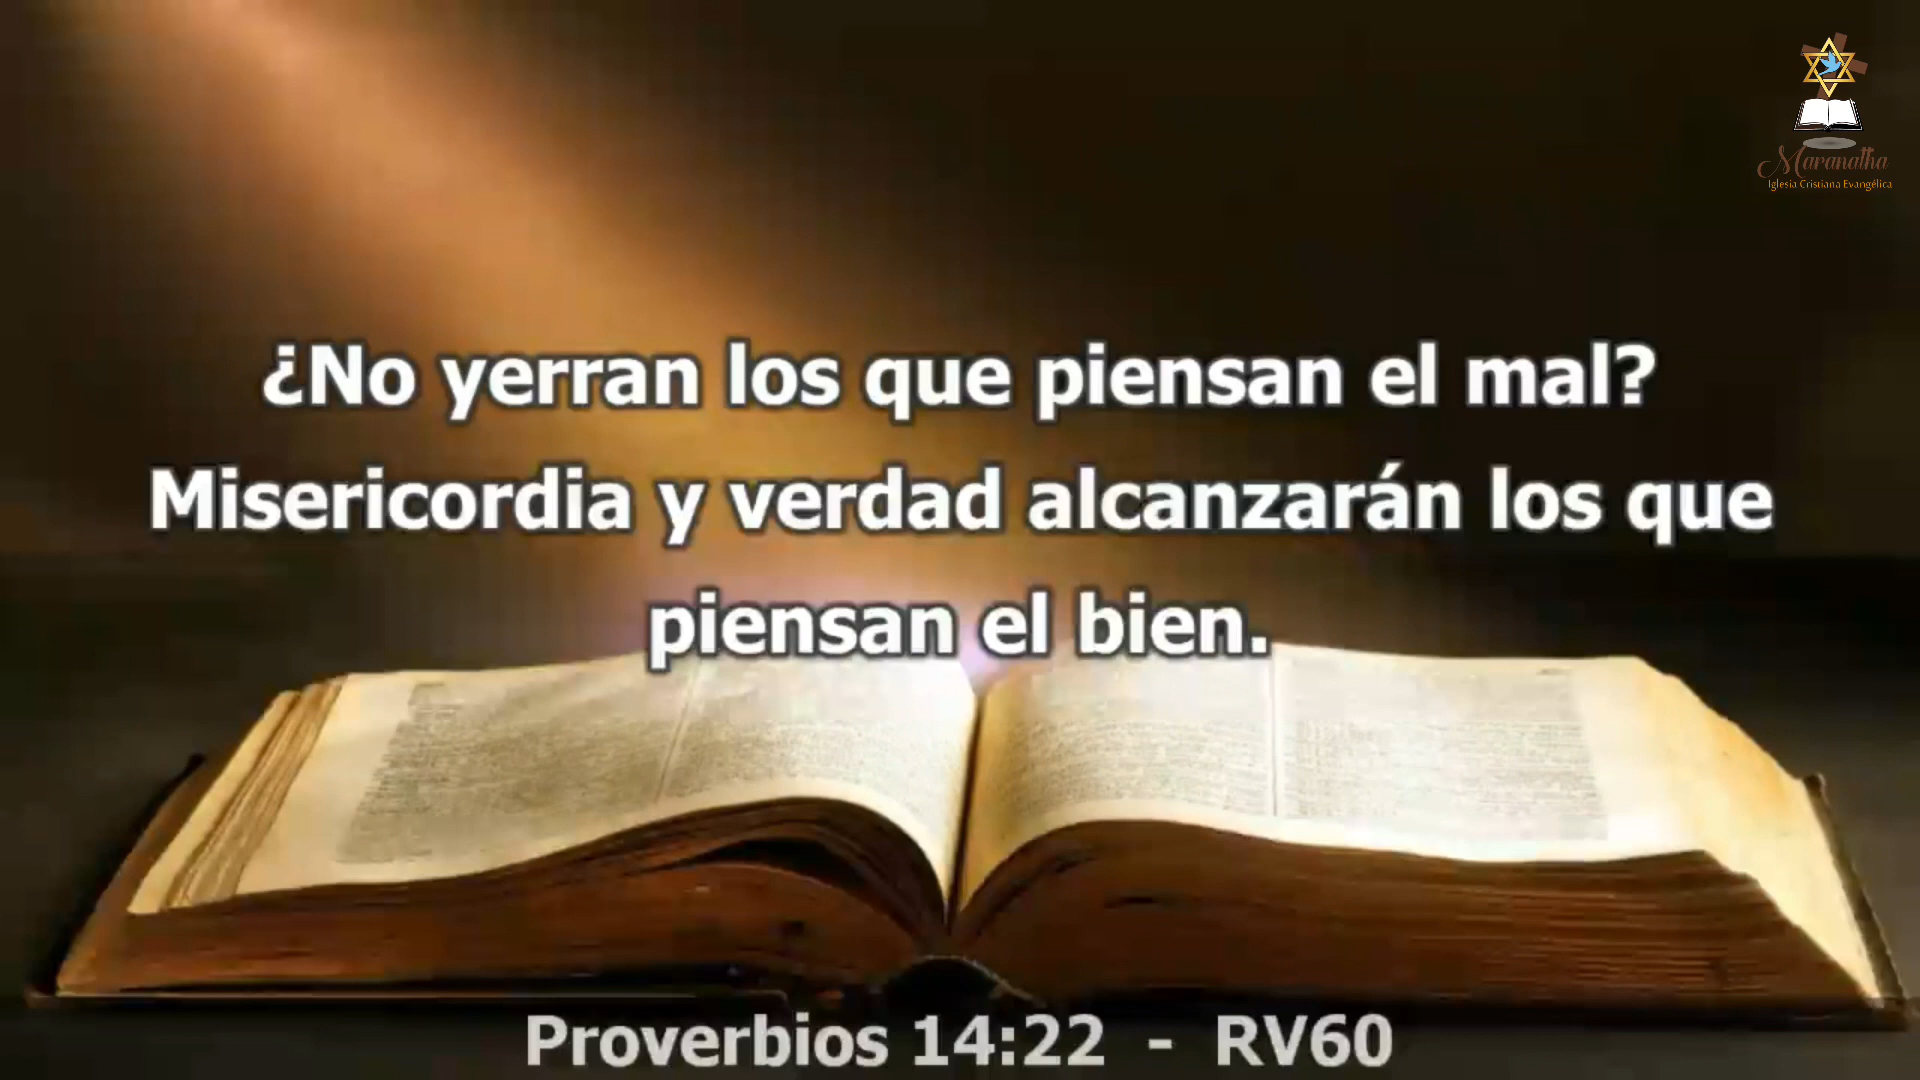 Maranatha
Iglesia Cristiana Evangélica
¿No yerran los que piensan el mal?
Misericordia y verdad alcanzarán los que
piensan el bien.
Proverbios 14:22 - RV60